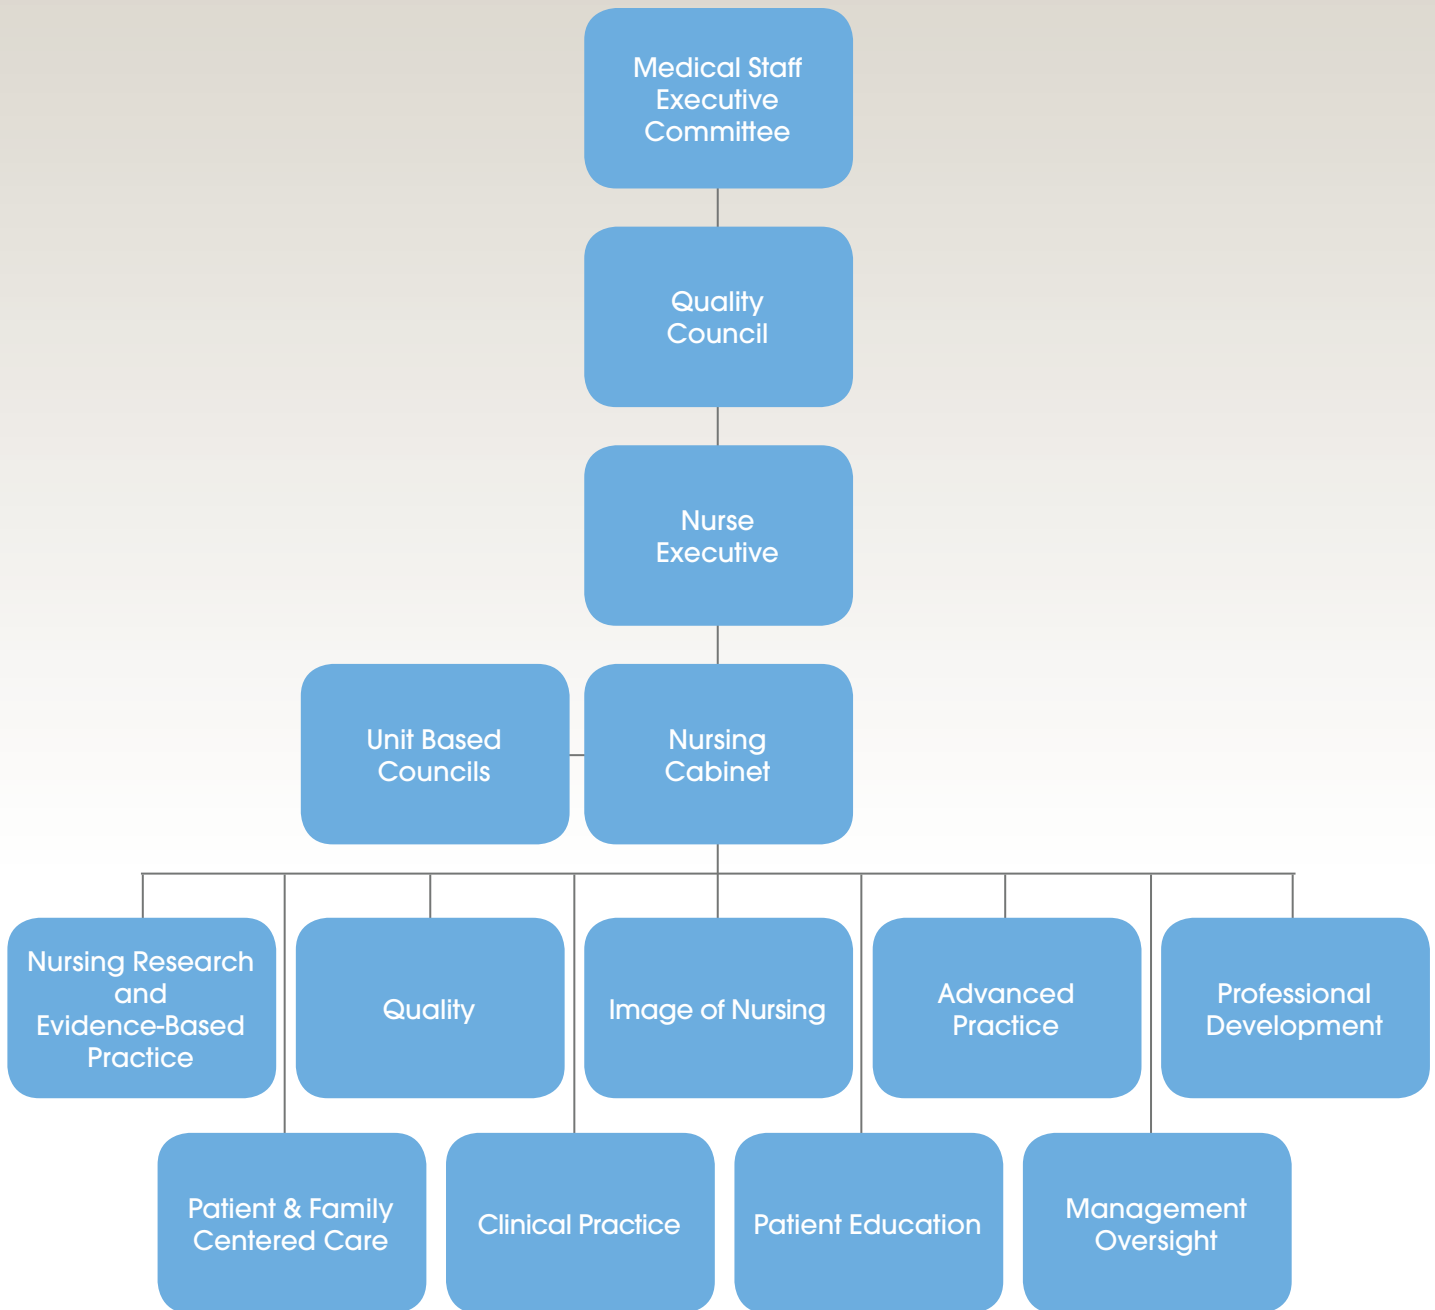 Medical Staff
Executive
Committee
Quality
Council
Nurse
Executive
Unit Based
Councils
Nursing
Cabinet
Nursing Research
and
Evidence-Based
Practice
Quality
Image of Nursing
Advanced
Practice
Professional
Development
Patient & Family
Centered Care
Clinical Practice
Patient Education
Management
Oversight